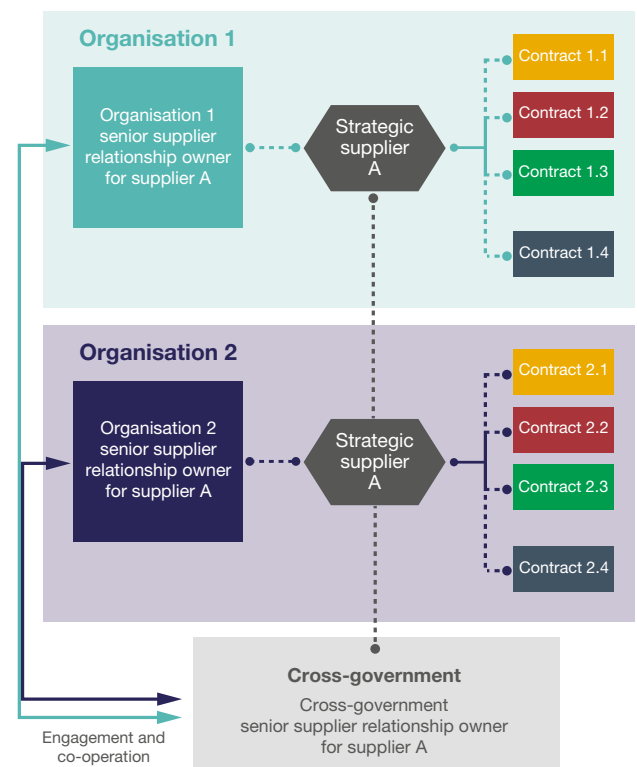 Organisation 1
Organisation 1
senior supplier
relationship owner
for supplier A
Strategic
supplier
A
Contract 1.1
Contract 1.2
Contract 1.3
Contract 1.4
Organisation 2
Organisation 2
senior supplier
relationship owner
for supplier A
Strategic
supplier
A
Contract 2.1
Contract 2.2
Contract 2.3
Contract 2.4
Cross-government
Cross-government
senior supplier relationship owner
for supplier A
Engagement and
co-operation